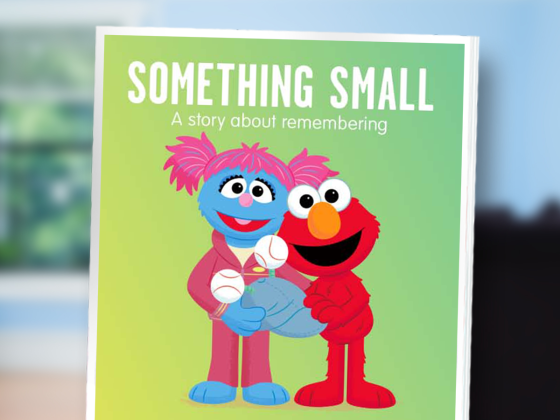 SOMETHING SMALL
A story about remembering